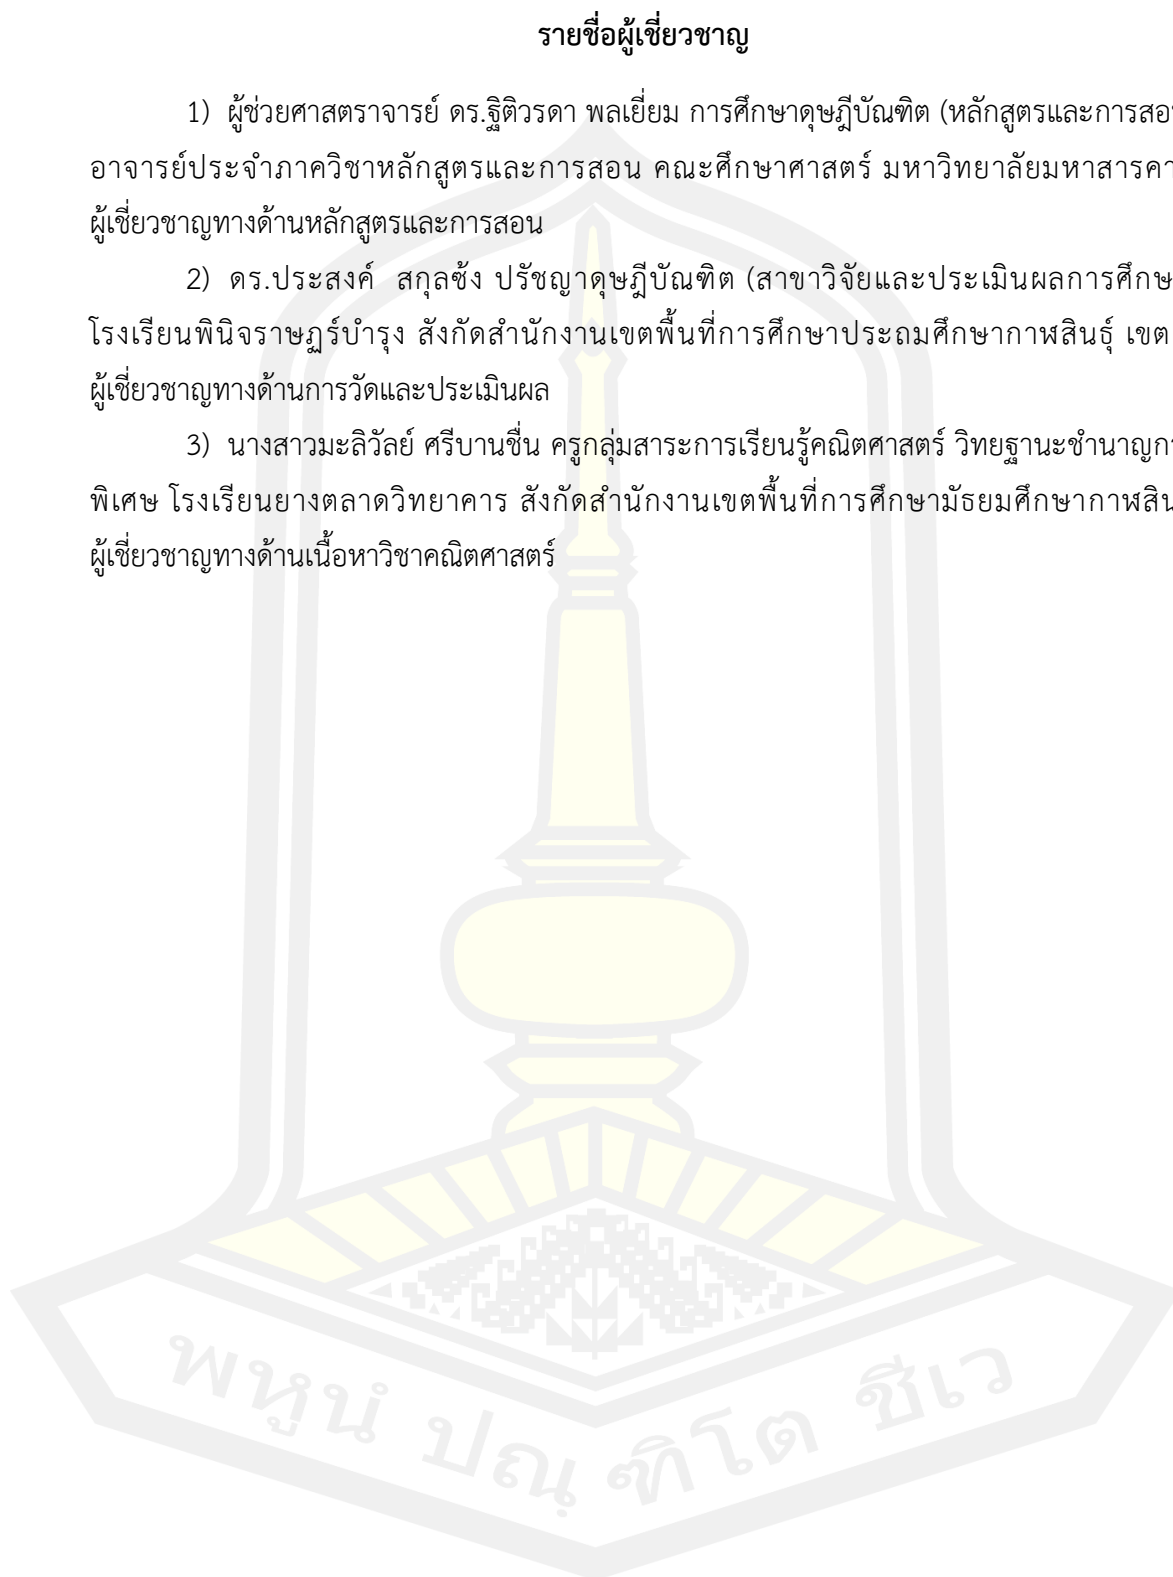 รายชื่อผู้เชี่ยวชาญ
1) ผู้ช่วยศาสตราจารย์ ดร.ฐิติวรดา พลเยี่ยม การศึกษาดุษฎีบัณฑิต (หลักสูตรและการสอน
อาจารย์ประจำภาควิชาหลักสูตรและการสอน คณะศึกษาศาสตร์ มหาวิทยาลัยมหาสารคา
ผู้เชี่ยวชาญทางด้านหลักสูตรและการสอน
2) ดร.ประสงค์ สกุลซ้ง ปรัชญาดุษฎีบัณฑิต (สาขาวิจัยและประเมินผลการศึกษ
โรงเรียนพินิจราษฎร์บำรุง สังกัดสำนักงานเขตพื้นที่การศึกษาประถมศึกษากาฬสินธุ์ เขต
ผู้เชี่ยวชาญทางด้านการวัดและประเมินผล
3) นางสาวมะลิวัลย์ ศรีบานชื่น ครูกลุ่มสาระการเรียนรู้คณิตศาสตร์ วิทยฐานะชำนาญกา
พิเศษ โรงเรียนยางตลาดวิทยาคาร สังกัดสำนักงานเขตพื้นที่การศึกษามัธยมศึกษากาฬสิน
ผู้เชี่ยวชาญทางด้านเนื้อหาวิชาคณิตศาสตร์
พหูนํ ปณฺฑิโต ชีเว